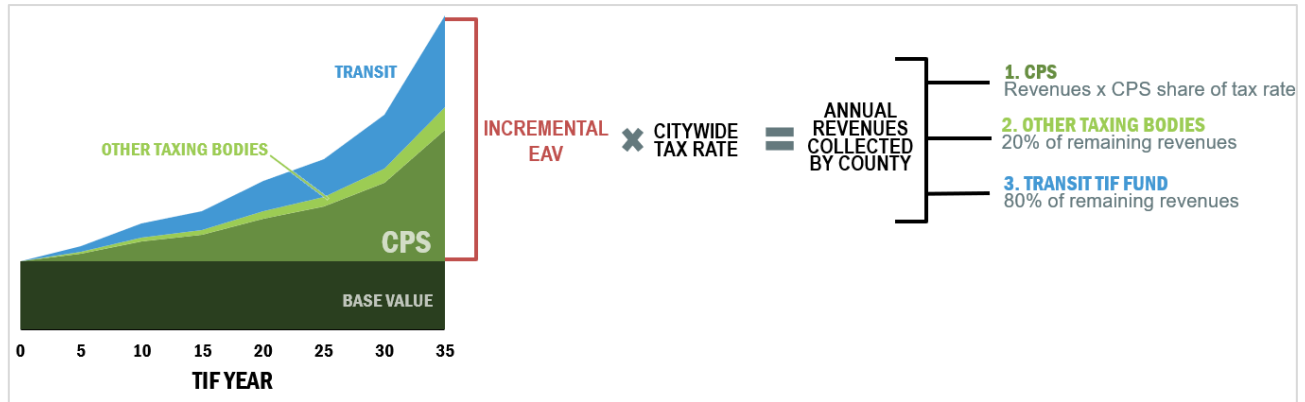 TRANSIT
OTHER TAXING BODIES
CPS
BASE VALUE
0 5 10 15 20 25 30 35
TIF YEAR
INCREMENTAL
EAV
×
CITYWIDE
TAX RATE
=
ANNUAL
REVENUES
COLLECTED
BY COUNTY
1. CPS
Revenues x CPS share of tax rate
2. OTHER TAXING BODIES
20% of remaining revenues
3. TRANSIT TIF FUND
80% of remaining revenues